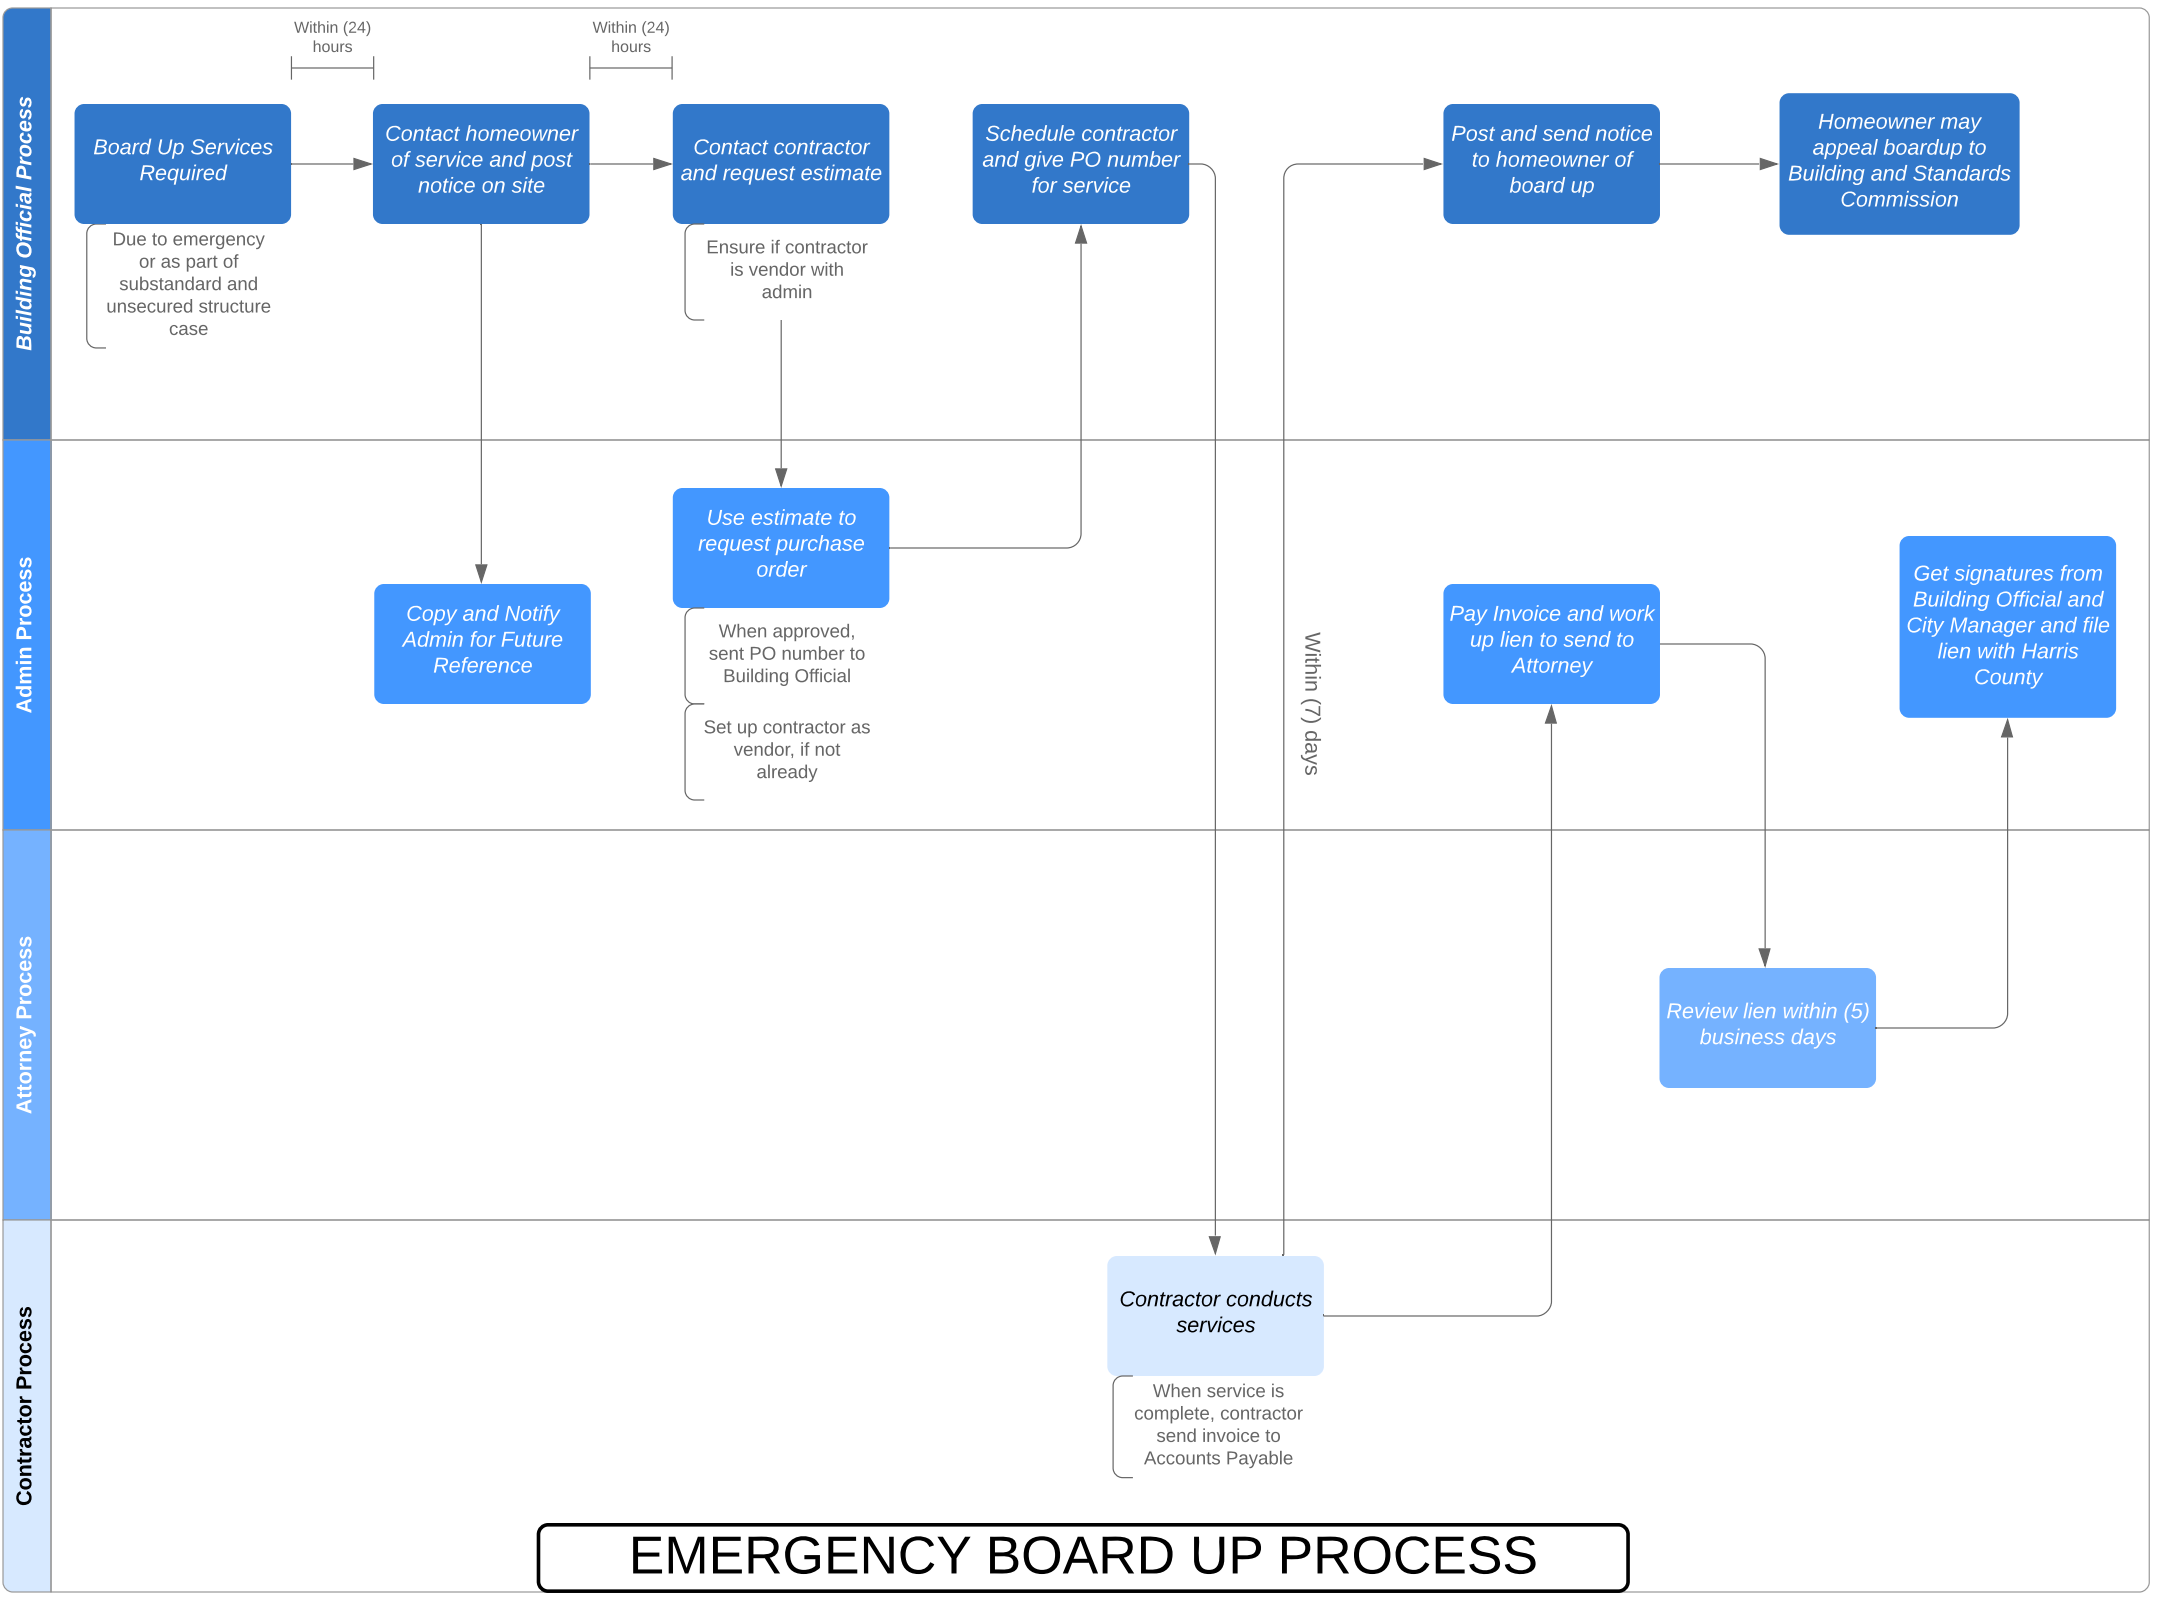 Building Official Process
Within (24)
hours
Within (24)
hours
Board Up Services
Required
Due to emergency
or as part of
substandard and
unsecured structure
case
Contact homeowner
of service and post
notice on site
Contact contractor
and request estimate
Ensure if contractor
is vendor with
admin
Schedule contractor
and give PO number
for service
Post and send notice
to homeowner of
board up
Homeowner may
appeal boardup to
Building and Standards
Commission
Admin Process
Copy and Notify
Admin for Future
Reference
Use estimate to
request purchase
order
When approved,
sent PO number to
Building Official
Set up contractor as
vendor, if not
already
Within (7) days
Pay Invoice and work
up lien to send to
Attorney
Get signatures from
Building Official and
City Manager and file
lien with Harris
County
Attorney Process
Review lien within (5)
business days
Contractor Process
Contractor conducts
services
When service is
complete, contractor
send invoice to
Accounts Payable
EMERGENCY BOARD UP PROCESS